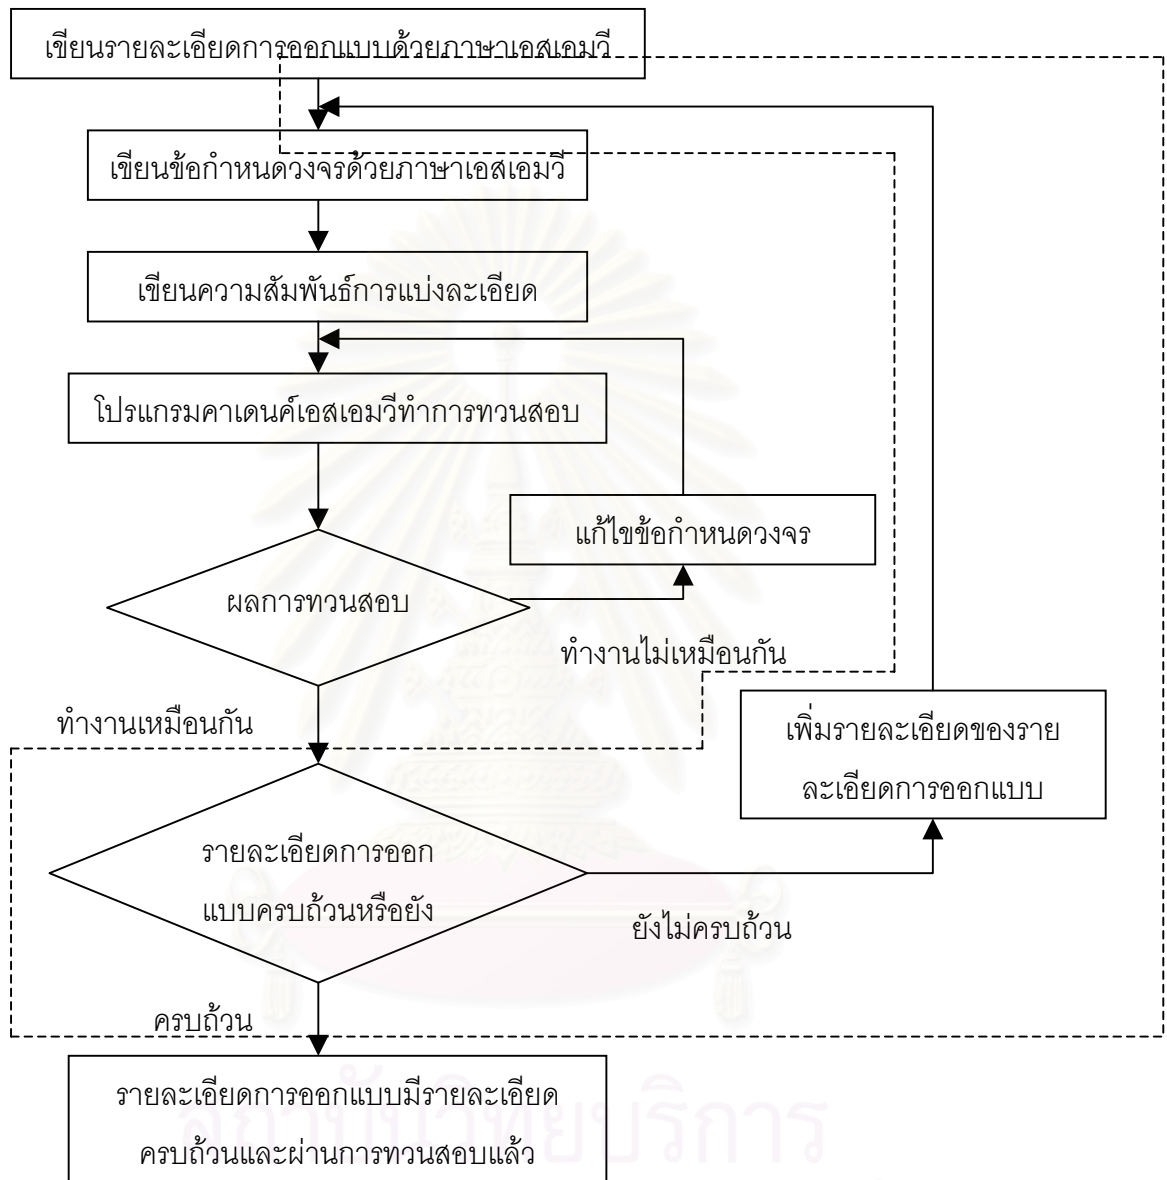 เขียนรายละเอียดการออกแบบด้วยภาษาเอสเอมวี
เขียนข้อกำหนดวงจรด้วยภาษาเอสเอมวี
เขียนความสัมพันธ์การแบ่งละเอียด
โปรแกรมคาเดนค์เอสเอมวีทำการทวนสอบ
แก้ไขข้อกำหนดวงจร
ผลการทวนสอบ
ทำงานไม่เหมือนกัน
ทำงานเหมือนกัน
เพิ่มรายละเอียดของราย
ละเอียดการออกแบบ
รายละเอียดการออก
แบบครบถ้วนหรือยัง
ยังไม่ครบถ้วน
ครบถ้วน
รายละเอียดการออกแบบมีรายละเอียด
ครบถ้วนและผ่านการทวนสอบแล้ว
สถาบันวิทยบริการ